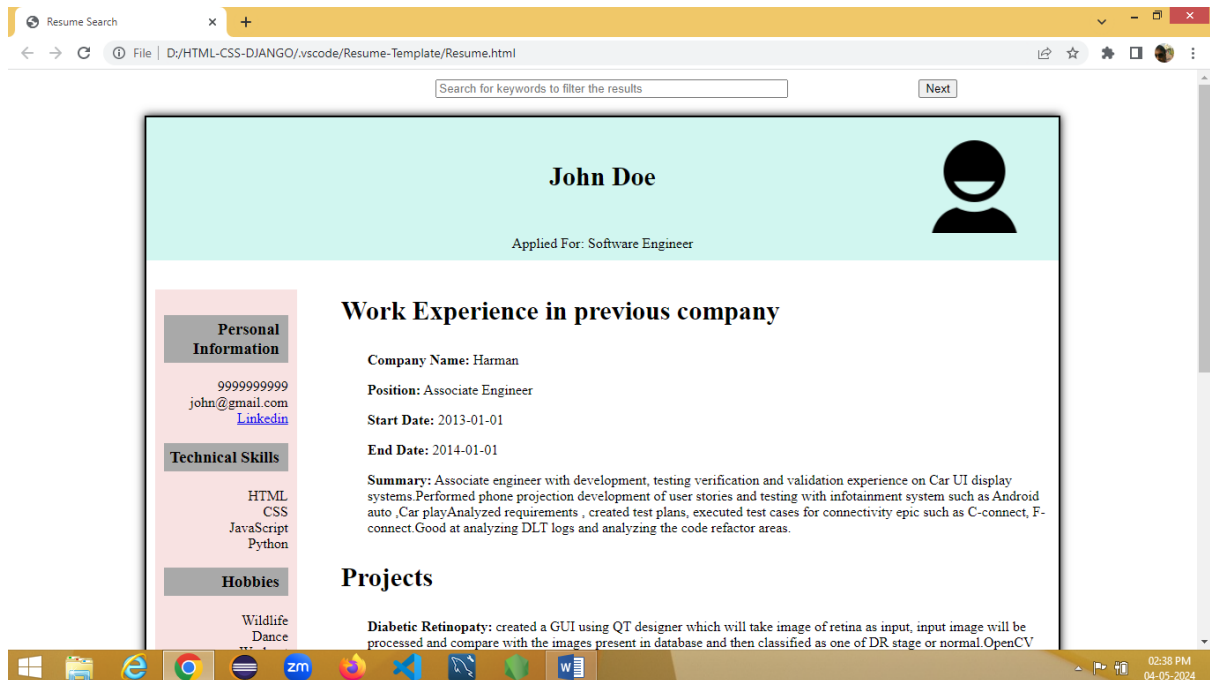 Resume Search
File | D:/HTML-CSS-DJANGO/.vscode/Resume-Template/Resume.html
Search for keywords to filter the results
Next
John Doe
Applied For: Software Engineer
Personal
Information
9999999999
john@gmail.com
Linkedin
Technical Skills
HTML
CSS
JavaScript
Python
Hobbies
Wildlife
Dance
Work Experience in previous company
Company Name: Harman
Position: Associate Engineer
Start Date: 2013-01-01
End Date: 2014-01-01
Summary: Associate engineer with development, testing verification and validation experience on Car UI display
systems.Performed phone projection development of user stories and testing with infotainment system such as Android
auto ,Car playAnalyzed requirements , created test plans, executed test cases for connectivity epic such as C-connect, F-
connect.Good at analyzing DLT logs and analyzing the code refactor areas.
Projects
Diabetic Retinopaty: created a GUI using QT designer which will take image of retina as input, input image will be
processed and compare with the images present in database and then classified as one of DR stage or normal.OpenCV
zm
02:38 PM
04-05-2024